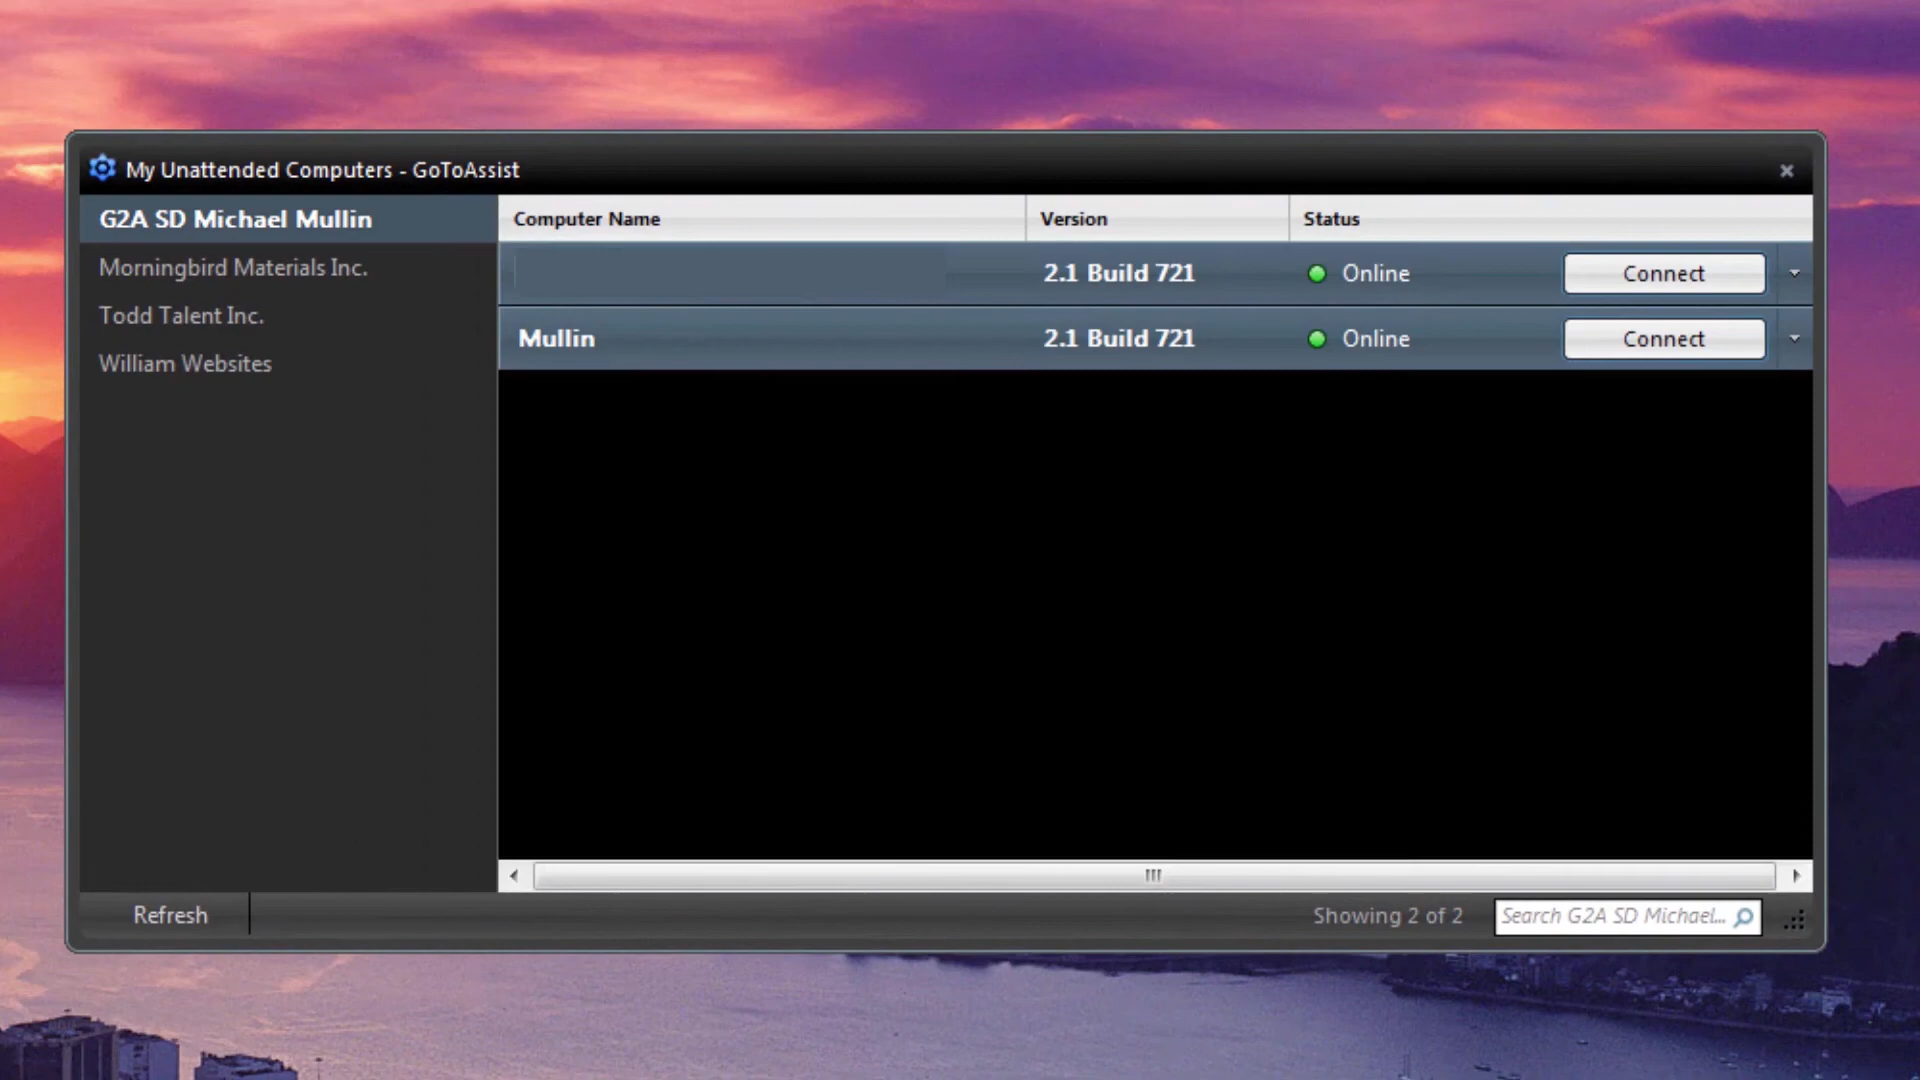 My Unattended Computers - GoToAssist
G2A SD Michael Mullin
Morningbird Materials Inc.
Todd Talent Inc.
William Websites
Computer Name Version Status
2.1 Build 721 Online Connect
Mullin 2.1 Build 721 Online Connect
Refresh
Showing 2 of 2
Search G2A SD Michael...